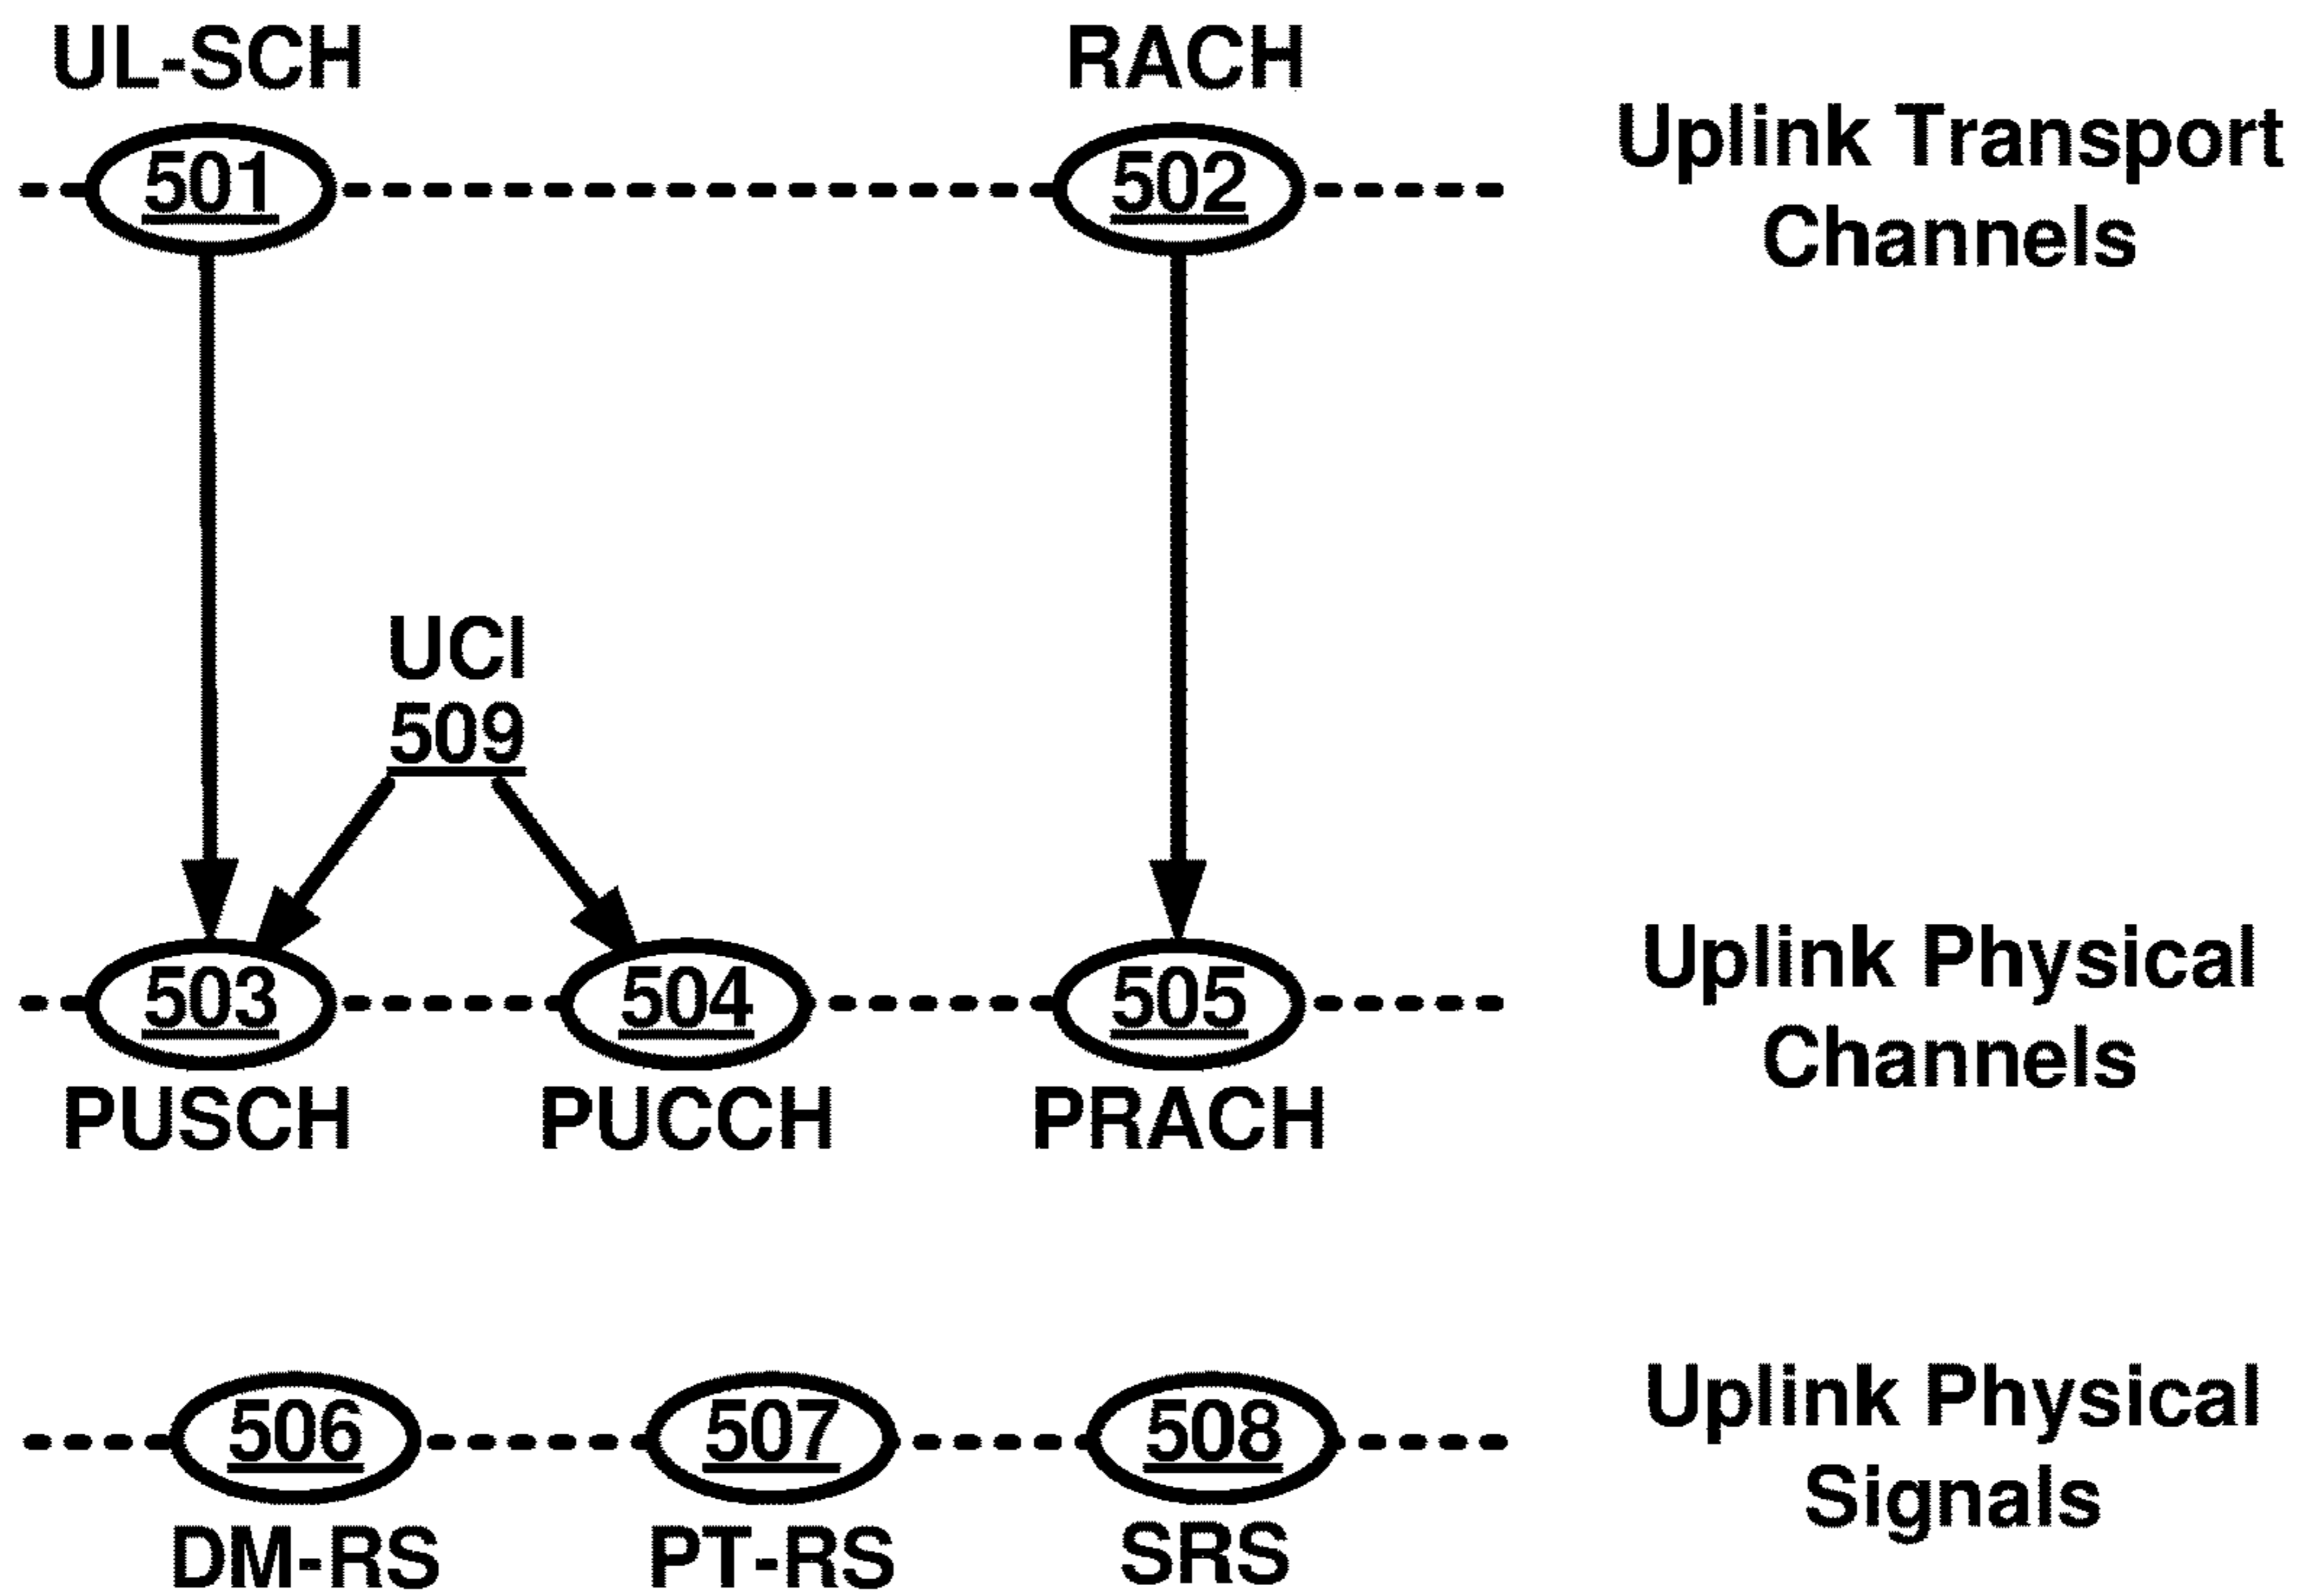 UL-SCH
RACH
501
502
Uplink Transport
Channels
UCI
509
503
504
505
Uplink Physical
Channels
PUSCH
PUCCH
PRACH
506
507
508
Uplink Physical
Signals
DM-RS
PT-RS
SRS